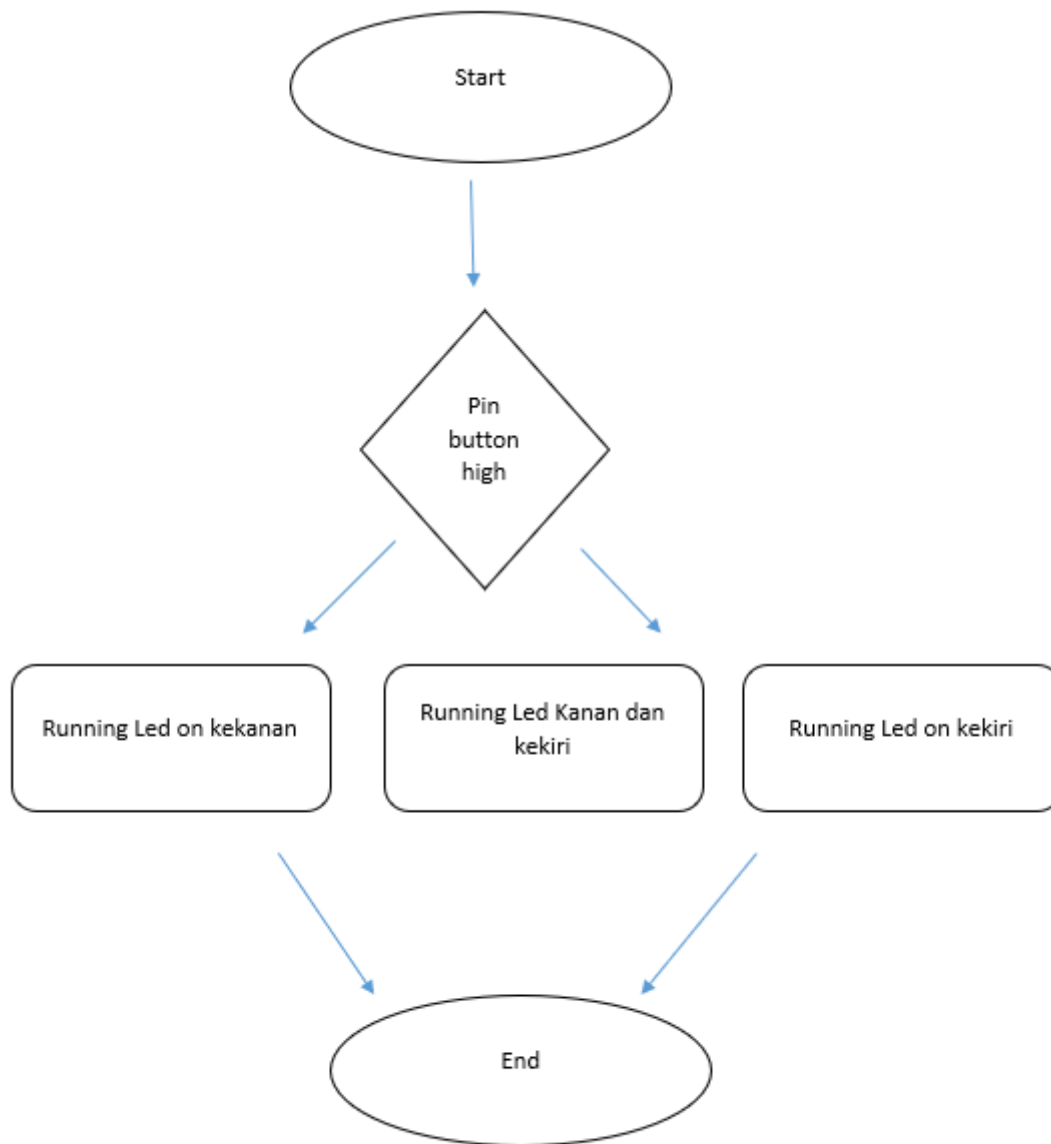 Start
Pin
button
high
Running Led on kekanan
Running Led Kanan dan
kekiri
Running Led on kekiri
End